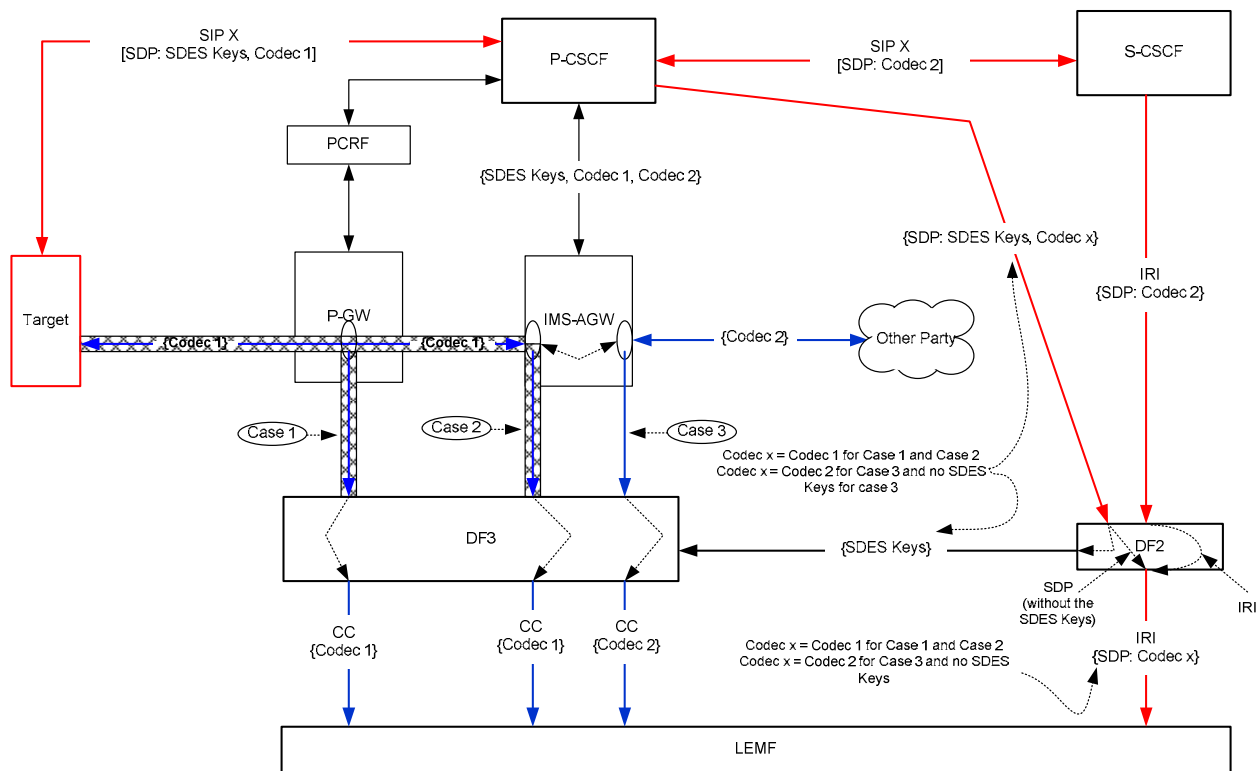 SIP X
[SDP: SDES Keys, Codec 1]
P-CSCF
SIP X
[SDP: Codec 2]
S-CSCF
PCRF
{SDES Keys, Codec 1, Codec 2}
{SDP: SDES Keys, Codec x}
IRI
{SDP: Codec 2}
Target
P-GW
IMS-AGW
{Codec 1}
{Codec 1}
{Codec 2}
Other Party
Case 1
Case 2
Case 3
Codec x = Codec 1 for Case 1 and Case 2
Codec x = Codec 2 for Case 3 and no SDES
Keys for case 3
DF3
{SDES Keys}
DF2
SDP
(without the
SDES Keys)
IRI
CC
{Codec 1}
CC
{Codec 1}
CC
{Codec 2}
Codec x = Codec 1 for Case 1 and Case 2
Codec x = Codec 2 for Case 3 and no SDES
Keys
IRI
{SDP: Codec x}
LEMF